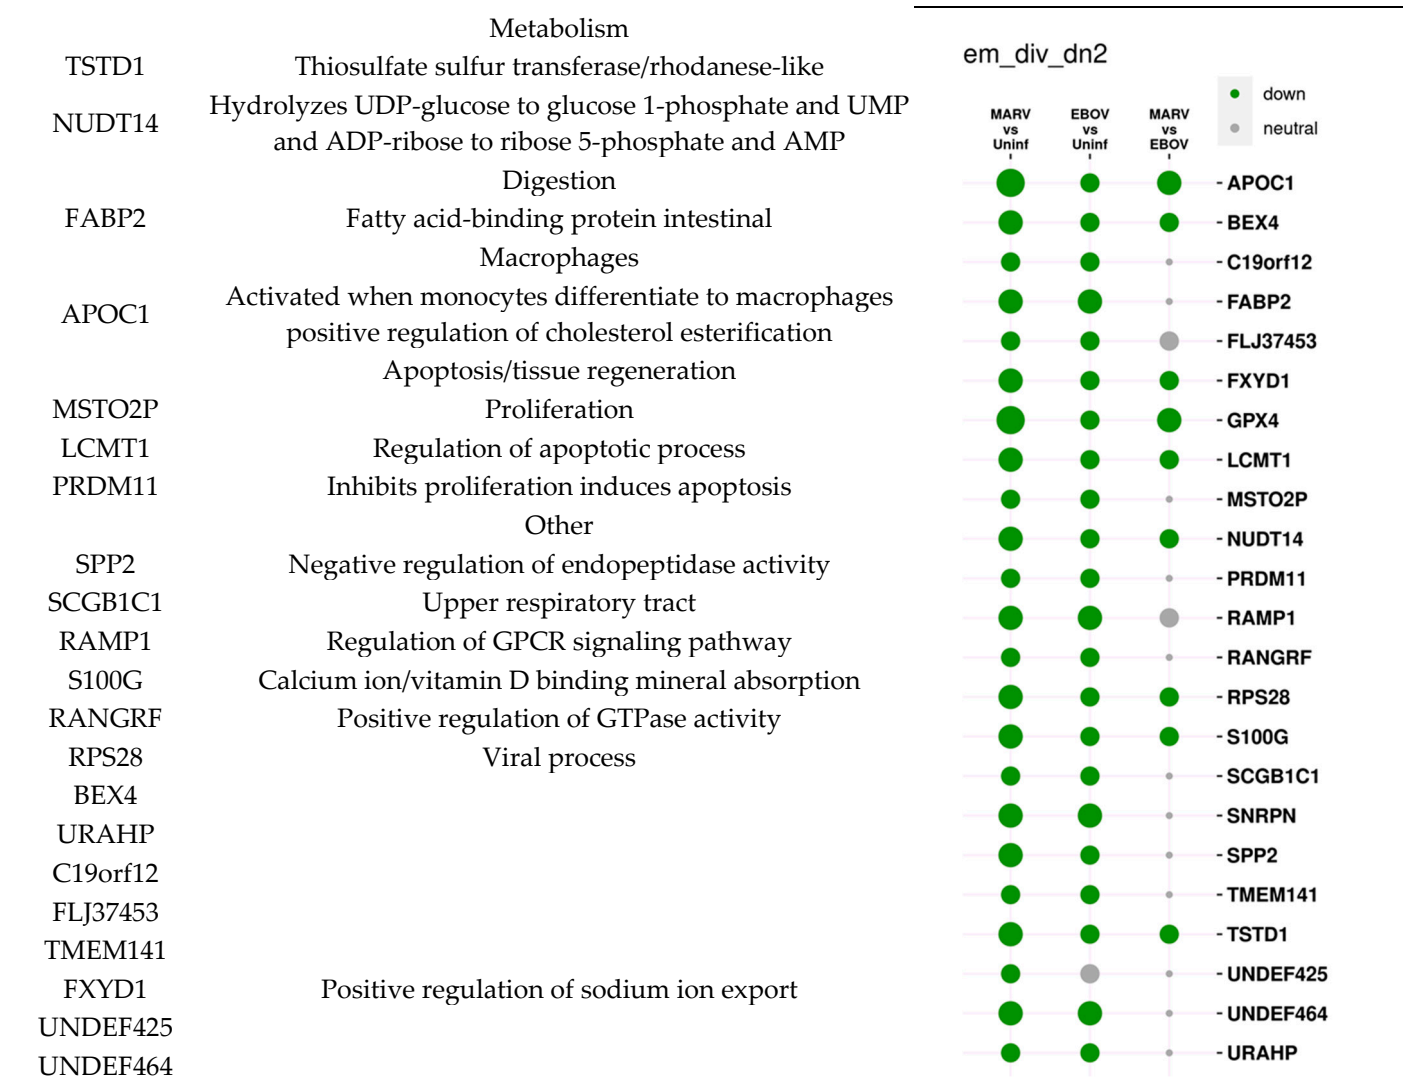 Metabolism
TSTD1 Thiosulfate sulfur transferase/rhodanese-like
NUDT14 Hydrolyzes UDP-glucose to glucose 1-phosphate and UMP
and ADP-ribose to ribose 5-phosphate and AMP
Digestion
FABP2 Fatty acid-binding protein intestinal
Macrophages
APOC1 Activated when monocytes differentiate to macrophages
positive regulation of cholesterol esterification
Apoptosis/tissue regeneration
MSTO2P Proliferation
LCMT1 Regulation of apoptotic process
PRDM11 Inhibits proliferation induces apoptosis
Other
SPP2 Negative regulation of endopeptidase activity
SCGB1C1 Upper respiratory tract
RAMP1 Regulation of GPCR signaling pathway
S100G Calcium ion/vitamin D binding mineral absorption
RANGRF Positive regulation of GTPase activity
RPS28 Viral process
BEX4
URAHP
C19orf12
FLJ37453
TMEM141
FXYD1 Positive regulation of sodium ion export
UNDEF425
UNDEF464
em_div_dn2
down
neutral
MARV vs Uninf
EBOV vs Uninf
MARV vs EBOV
APOC1
BEX4
C19orf12
FABP2
FLJ37453
FXYD1
GPX4
LCMT1
MSTO2P
NUDT14
PRDM11
RAMP1
RANGRF
RPS28
S100G
SCGB1C1
SNRPN
SPP2
TMEM141
TSTD1
UNDEF425
UNDEF464
URAHP